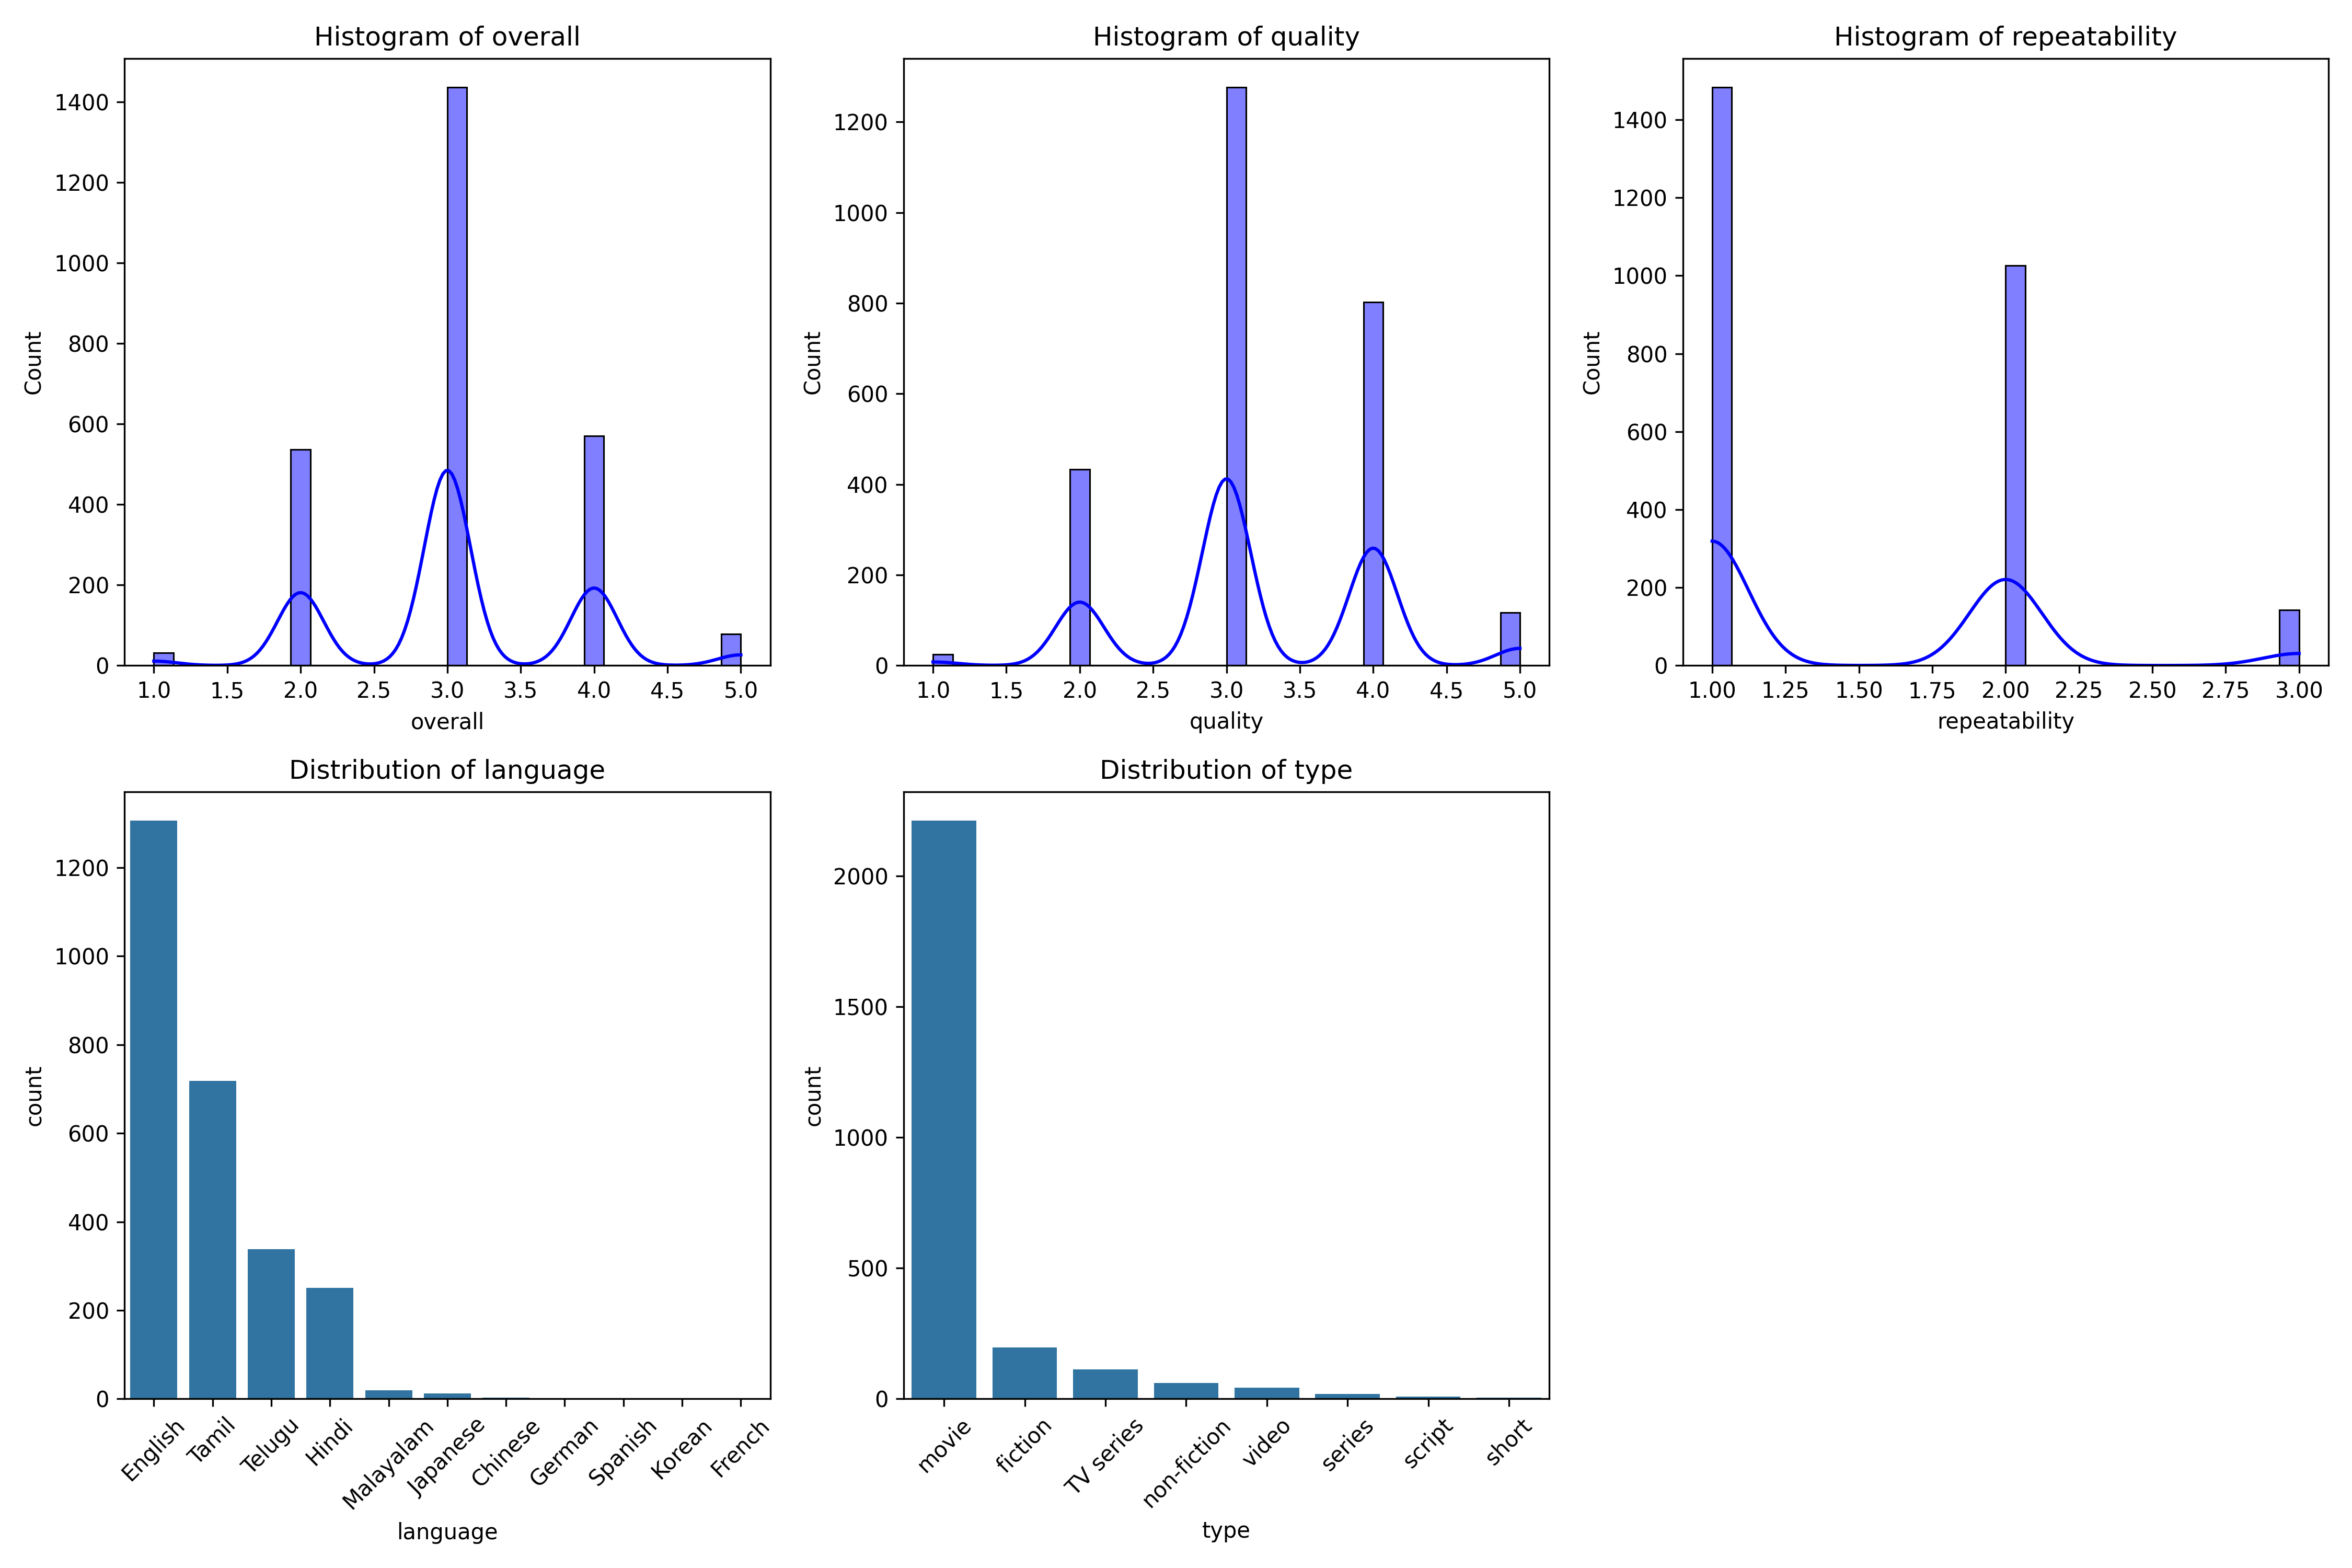 Histogram of overall
Histogram of quality
Histogram of repeatability
Count
1400
1200
1000
800
600
400
200
0
1.0 1.5 2.0 2.5 3.0 3.5 4.0 4.5 5.0
overall
Count
1200
1000
800
600
400
200
0
1.0 1.5 2.0 2.5 3.0 3.5 4.0 4.5 5.0
quality
Count
1400
1200
1000
800
600
400
200
0
1.00 1.25 1.50 1.75 2.00 2.25 2.50 2.75 3.00
repeatability
Distribution of language
count
1200
1000
800
600
400
200
0
English Tamil Telugu Hindi Malayalam Japanese Chinese German Spanish Korean French
language
Distribution of type
count
2000
1500
1000
500
0
movie fiction TV series non-fiction video series script short
type